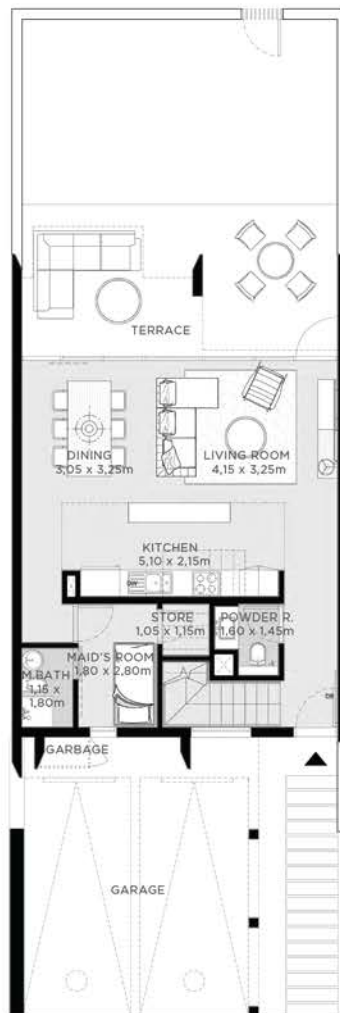 TERRACE
DINING
3,05 x 3,25m
LIVING ROOM
4,15 x 3,25m
KITCHEN
5,10 x 2,15m
DW
STORE
1,05 x 1,15m
POWDER R.
1,60 x 1,45m
MAID'S ROOM
1,80 x 2,80m
M.BATH
1,15 x
1,80m
DB
GARBAGE
GARAGE